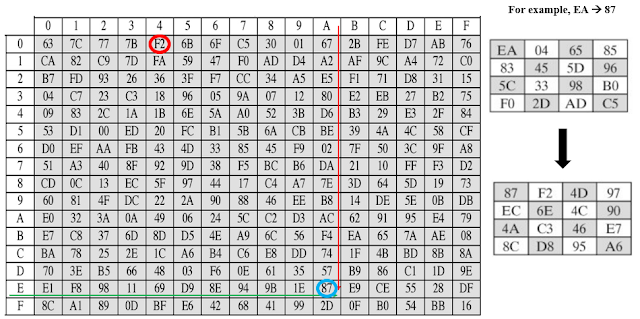 0 1 2 3 4 5 6 7 8 9 A B C D E F
0 63 7C 77 7B F2 6B 6F C5 30 01 67 2B FE D7 AB 76
1 CA 82 C9 7D FA 59 47 F0 AD D4 A2 AF 9C A4 72 C0
2 B7 FD 93 26 36 3F F7 CC 34 A5 E5 F1 71 D8 31 15
3 04 C7 23 C3 18 96 05 9A 07 12 80 E2 EB 27 B2 75
4 09 83 2C 1A 1B 6E 5A A0 52 3B D6 B3 29 E3 2F 84
5 53 D1 00 ED 20 FC B1 5B 6A CB BE 39 4A 4C 58 CF
6 D0 EF AA FB 43 4D 33 85 45 F9 02 7F 50 3C 9F A8
7 51 A3 40 8F 92 9D 38 F5 BC B6 DA 21 10 FF F3 D2
8 CD 0C 13 EC 5F 97 44 17 C4 A7 7E 3D 64 5D 19 73
9 60 81 4F DC 22 2A 90 88 46 EE B8 14 DE 5E 0B DB
A E0 32 3A 0A 49 06 24 5C C2 D3 AC 62 91 95 E4 79
B E7 C8 37 6D 8D D5 4E A9 6C 56 F4 EA 65 7A AE 08
C BA 78 25 2E 1C A6 B4 C6 E8 DD 74 1F 4B BD 8B 8A
D 70 3E B5 66 48 03 F6 0E 61 35 57 B9 86 C1 1D 9E
E E1 F8 98 11 69 D9 8E 94 9B 1E 87 E9 CE 55 28 DF
F 8C A1 89 0D BF E6 42 68 41 99 2D 0F B0 54 BB 16
For example, EA → 87
EA 04 65 85
83 45 5D 96
5C 33 98 B0
F0 2D AD C5
87 F2 4D 97
EC 6E 4C 90
4A C3 46 E7
8C D8 95 A6